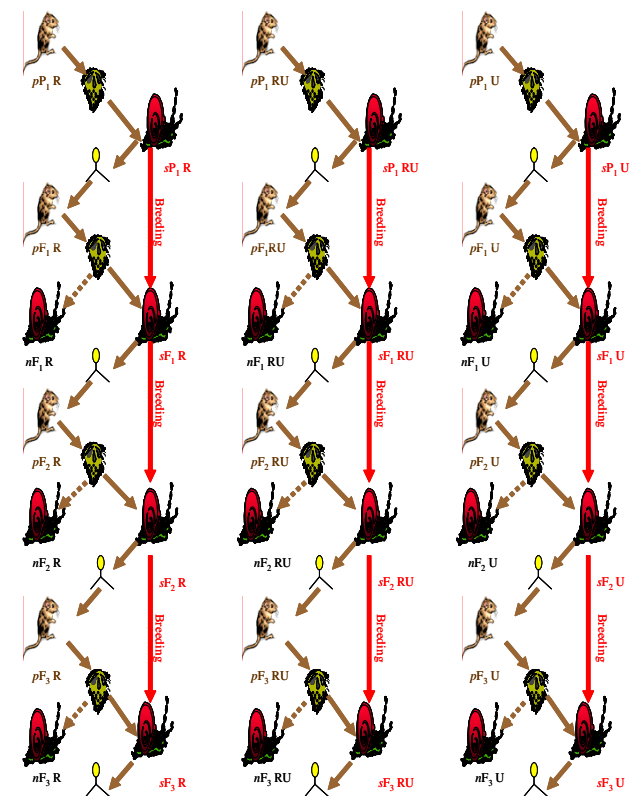 pP1 R
pP1 RU
pP1 U
sP1 R
sP1 RU
sP1 U
Breeding
Breeding
Breeding
pF1 R
pF1RU
pF1 U
nF1 R
sF1 R
nF1 RU
sF1 RU
nF1 U
sF1 U
Breeding
Breeding
Breeding
pF2 R
pF2 RU
pF2 U
nF2 R
sF2 R
nF2 RU
sF2 RU
nF2 U
sF2 U
Breeding
Breeding
Breeding
pF3 R
pF3 RU
pF3 U
nF3 R
sF3 R
nF3 RU
sF3 RU
nF3 U
sF3 U